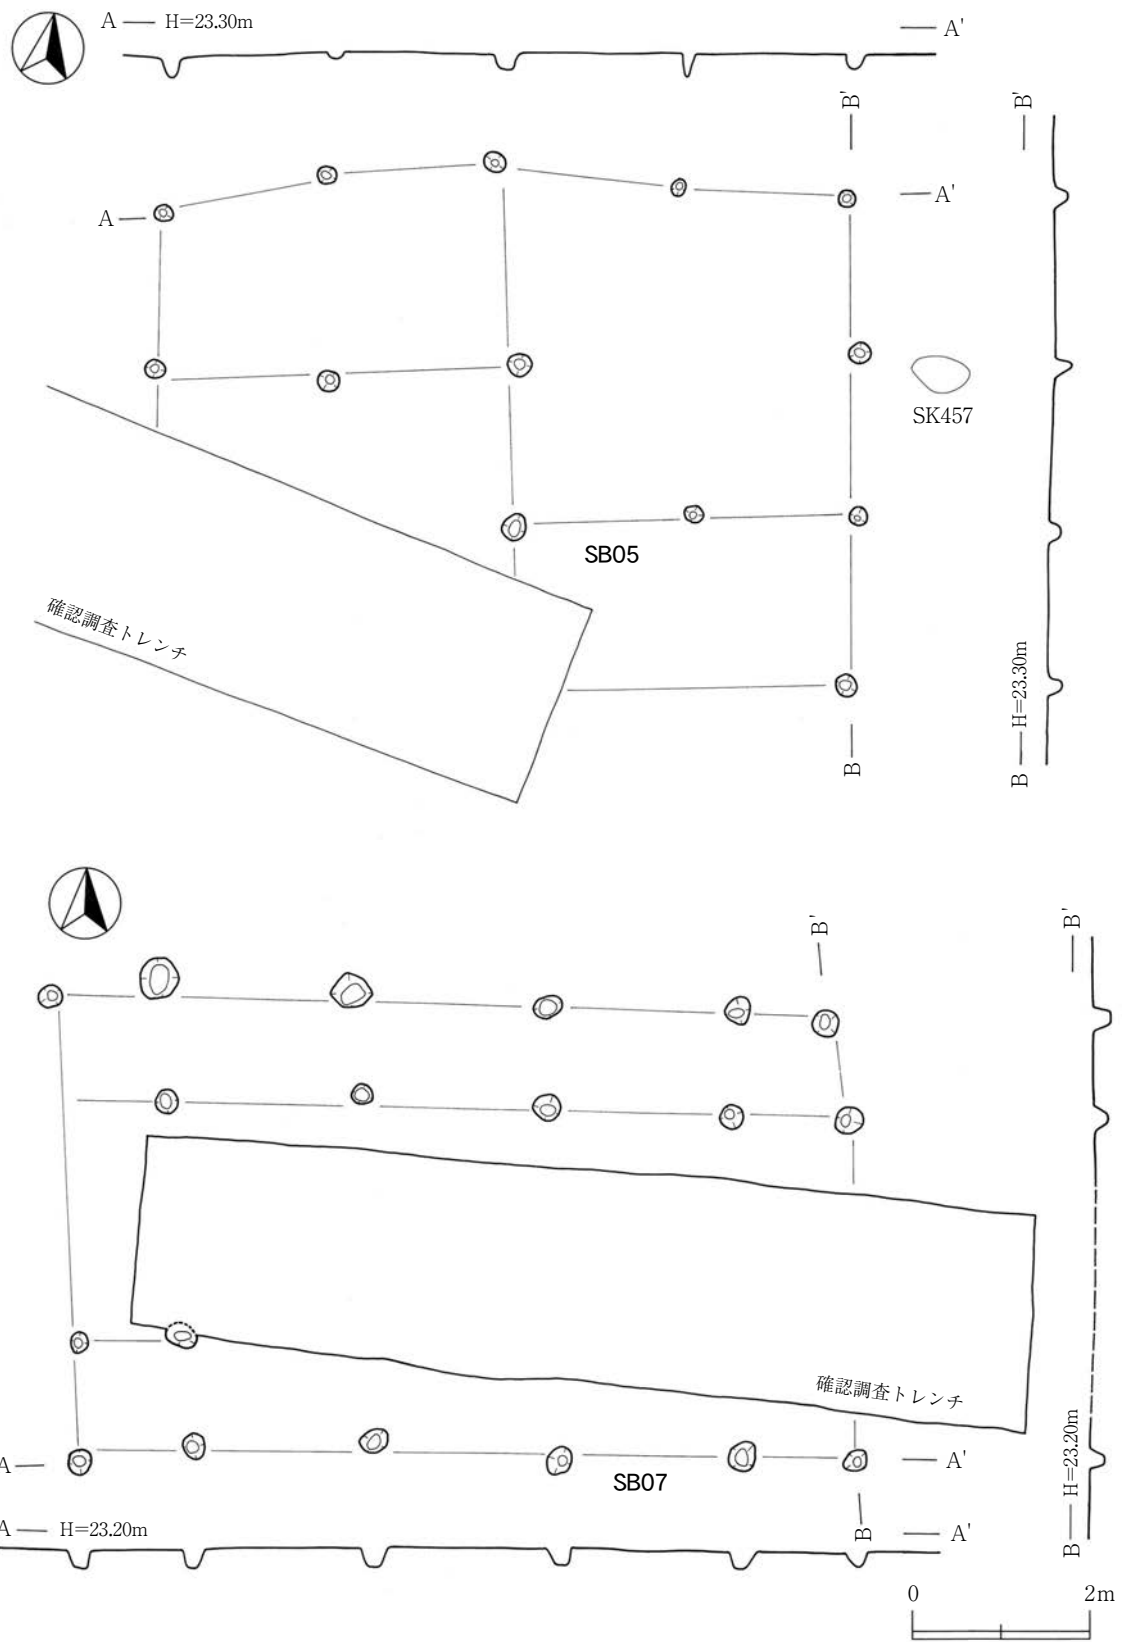 A H=23.30m A'
B' B'
A A'
SK457
SB05
確認調査トレンチ
H=23.30m
B B
B' B'
確認調査トレンチ
A A'
SB07
H=23.20m
A H=23.20m A'
B B
0 2m